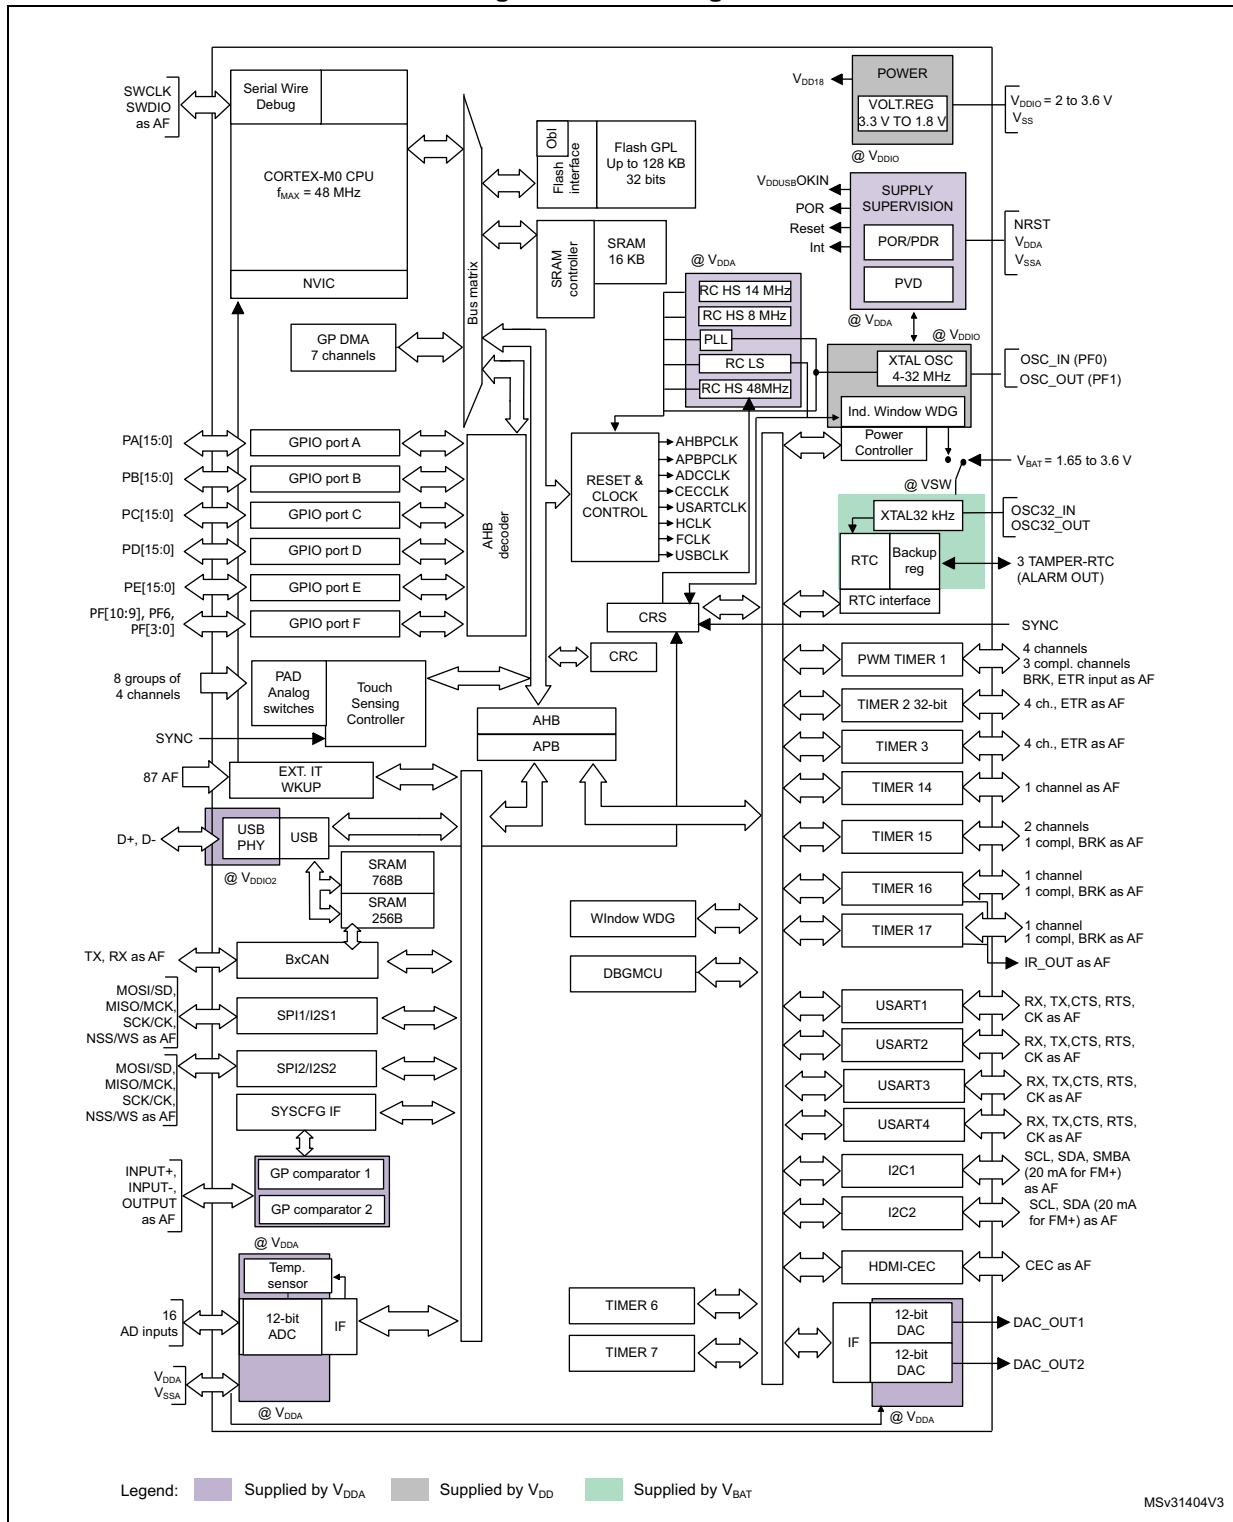 SWCLK
SWDIO
as AF
Serial Wire
Debug
CORTEX-M0 CPU
fMAX = 48 MHz
NVIC
GP DMA
7 channels
Bus matrix
Obl
Flash
interface
Flash GPL
Up to 128 KB
32 bits
SRAM
controller
SRAM
16 KB
VDD18
POWER
VOLT.REG
3.3 V TO 1.8 V
VDDIO = 2 to 3.6 V
VSS
@ VDDIO
VDDUSBOKIN
POR
Reset
Int
SUPPLY
SUPERVISION
POR/PDR
PVD
NRST
VDDA
VSSA
@ VDDA
@ VDDA
RC HS 14 MHz
RC HS 8 MHz
PLL
RC LS
RC HS 48MHz
@ VDDIO
XTAL OSC
4-32 MHz
OSC_IN (PF0)
OSC_OUT (PF1)
Ind. Window WDG
Power
Controller
VBAT = 1.65 to 3.6 V
@ VSW
XTAL32 kHz
OSC32_IN
OSC32_OUT
RTC
Backup
reg
RTC interface
3 TAMPER-RTC
(ALARM OUT)
PA[15:0]
GPIO port A
PB[15:0]
GPIO port B
PC[15:0]
GPIO port C
PD[15:0]
GPIO port D
PE[15:0]
GPIO port E
PF[10:9], PF6,
PF[3:0]
GPIO port F
AHB
decoder
RESET &
CLOCK
CONTROL
AHBPCLK
APBPCLK
ADCCLK
CECCLK
USARTCLK
HCLK
FCLK
USBCLK
CRS
SYNC
CRC
8 groups of
4 channels
PAD
Analog
switches
Touch
Sensing
Controller
SYNC
AHB
APB
87 AF
EXT. IT
WKUP
D+, D-
USB
PHY
USB
@ VDDIO2
SRAM
768B
SRAM
256B
TX, RX as AF
BxCAN
MOSI/SD,
MISO/MCK,
SCK/CK,
NSS/WS as AF
SPI1/I2S1
MOSI/SD,
MISO/MCK,
SCK/CK,
NSS/WS as AF
SPI2/I2S2
SYSCFG IF
INPUT+,
INPUT-,
OUTPUT
as AF
GP comparator 1
GP comparator 2
@ VDDA
Temp.
sensor
16
AD inputs
12-bit
ADC
IF
VDDA
VSSA
@ VDDA
WIndow WDG
DBGMCU
TIMER 6
TIMER 7
PWM TIMER 1
4 channels
3 compl. channels
BRK, ETR input as AF
TIMER 2 32-bit
4 ch., ETR as AF
TIMER 3
4 ch., ETR as AF
TIMER 14
1 channel as AF
TIMER 15
2 channels
1 compl, BRK as AF
TIMER 16
1 channel
1 compl, BRK as AF
TIMER 17
1 channel
1 compl, BRK as AF
IR_OUT as AF
USART1
RX, TX,CTS, RTS,
CK as AF
USART2
RX, TX,CTS, RTS,
CK as AF
USART3
RX, TX,CTS, RTS,
CK as AF
USART4
RX, TX,CTS, RTS,
CK as AF
I2C1
SCL, SDA, SMBA
(20 mA for FM+)
as AF
I2C2
SCL, SDA (20 mA
for FM+) as AF
HDMI-CEC
CEC as AF
IF
12-bit
DAC
DAC_OUT1
12-bit
DAC
DAC_OUT2
@ VDDA
Legend:
Supplied by VDDA
Supplied by VDD
Supplied by VBAT
MSv31404V3